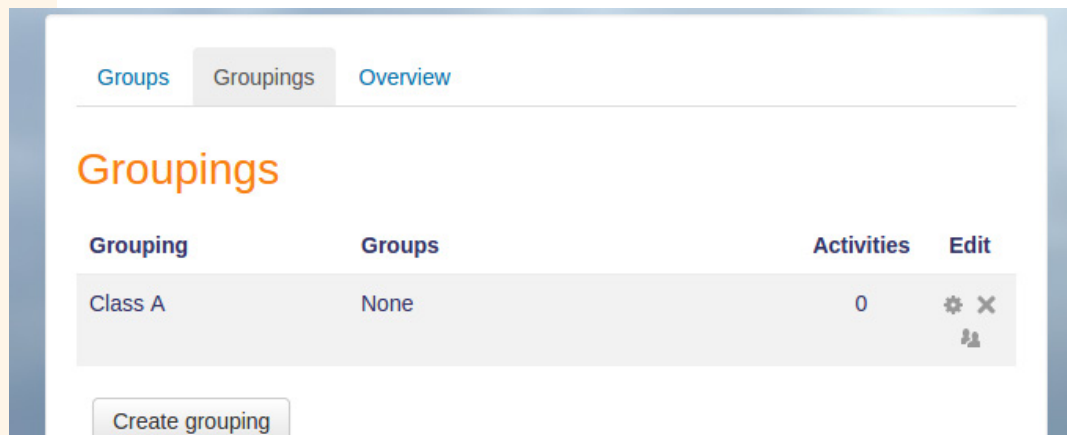 Groups Groupings Overview
Groupings
Grouping Groups Activities Edit
Class A None 0
Create grouping